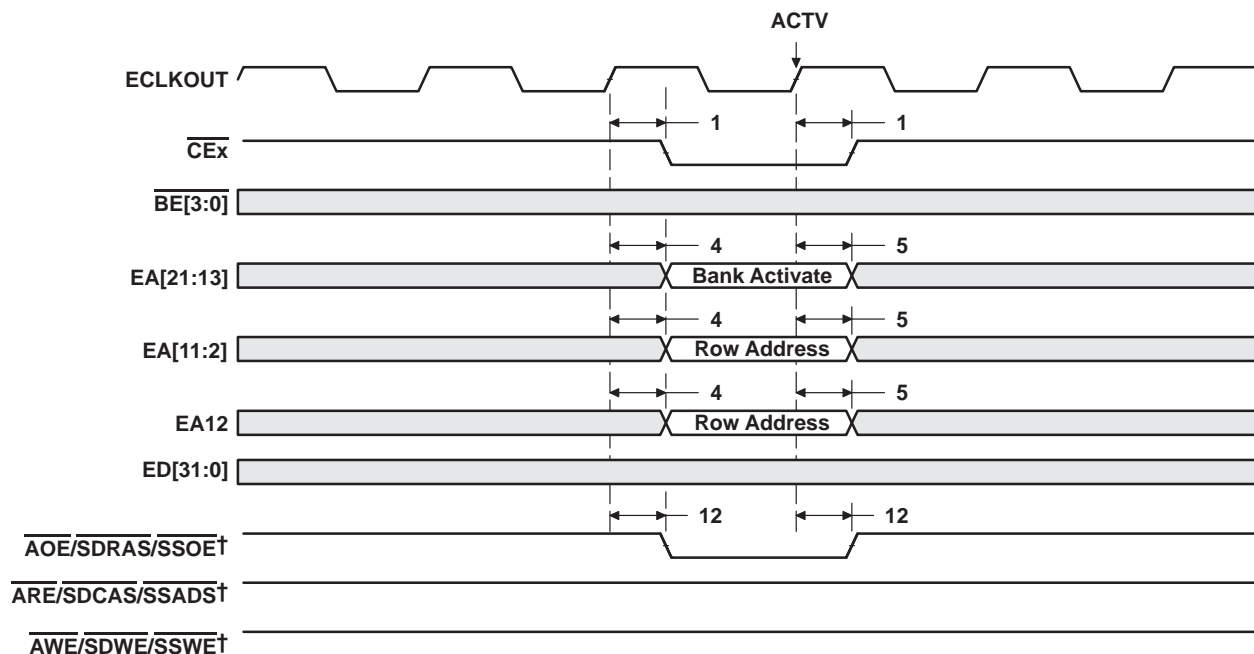 ACTV
ECLKOUT
1 1
CEx
BE[3:0]
4 5
EA[21:13] Bank Activate
4 5
EA[11:2] Row Address
4 5
EA12 Row Address
ED[31:0]
12 12
AOE/SDRAS/SSOE†
ARE/SDCAS/SSADS†
AWE/SDWE/SSWE†